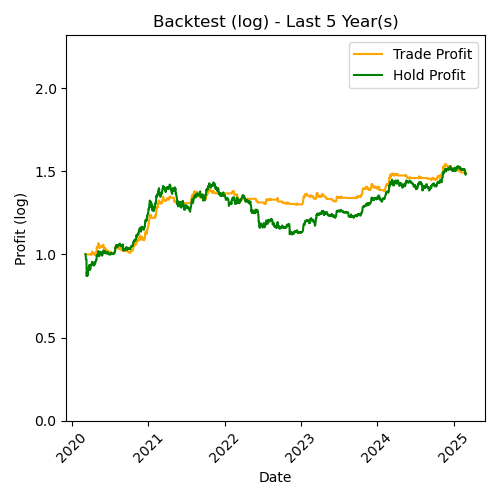 Backtest (log) - Last 5 Year(s)
Trade Profit
Hold Profit
Profit (log)
2.0
1.5
1.0
0.5
0.0
2020
2021
2022
2023
2024
2025
Date